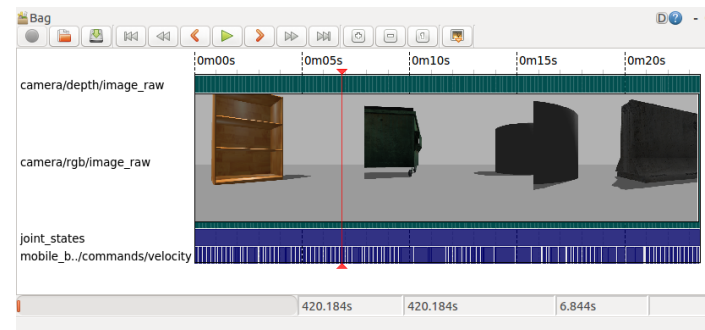 Bag
D
0m00s 0m05s 0m10s 0m15s 0m20s
camera/depth/image_raw
camera/rgb/image_raw
joint_states
mobile_b../commands/velocity
420.184s 420.184s 6.844s